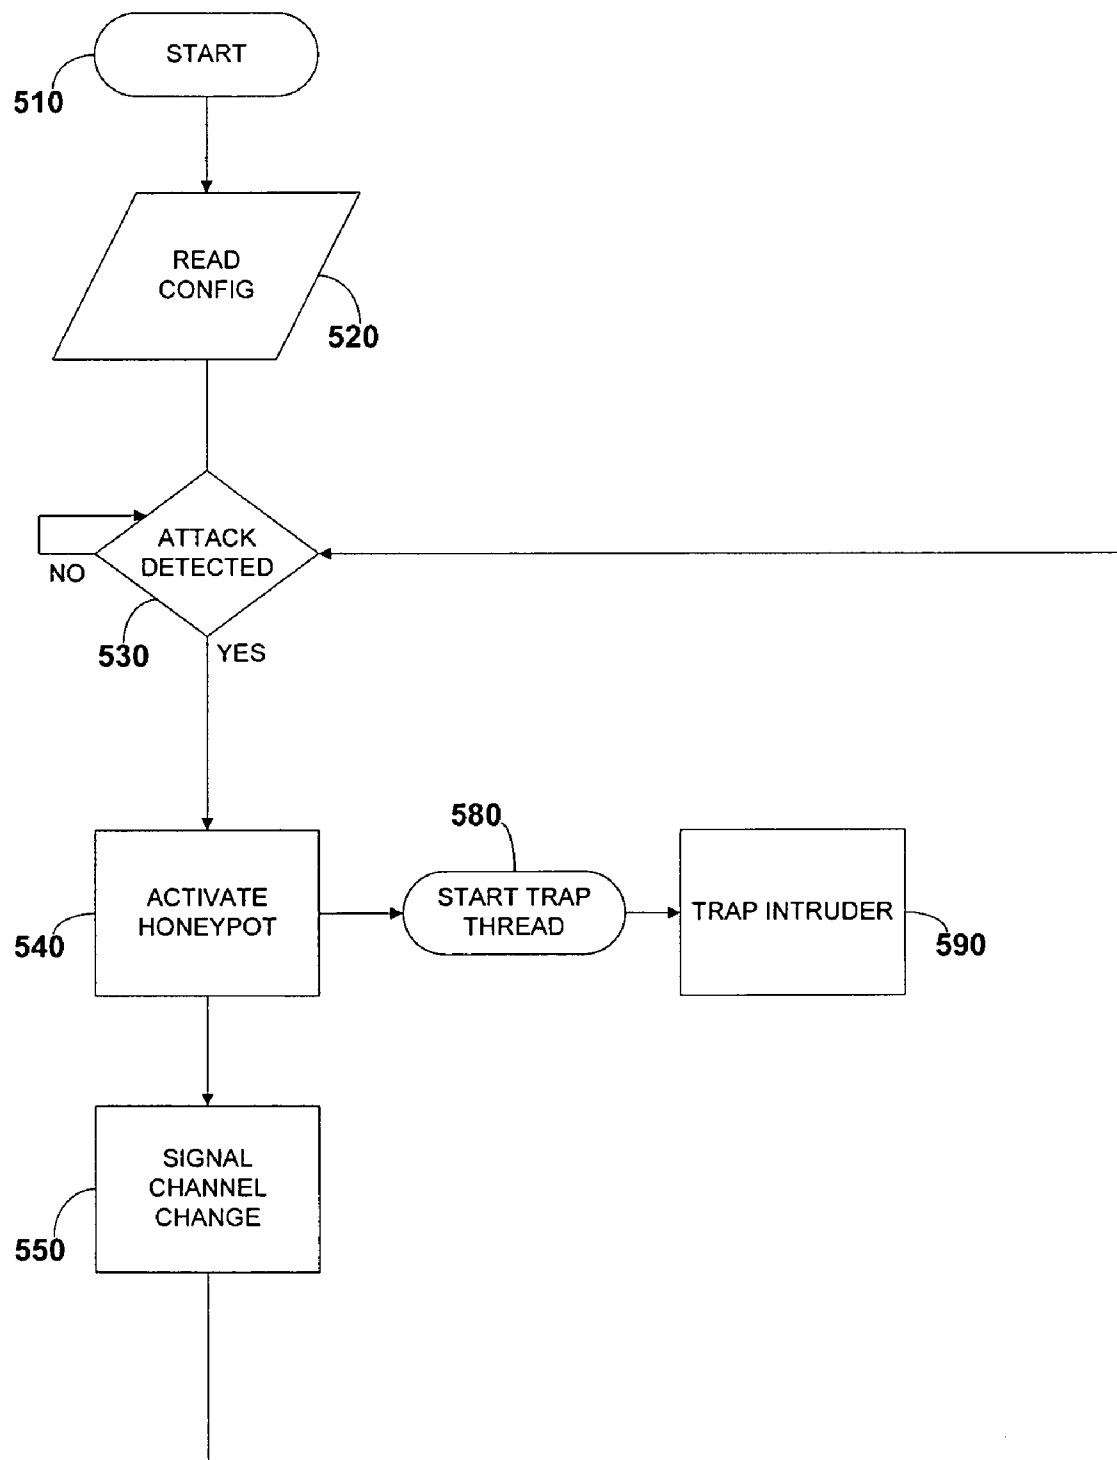 START
510
READ
CONFIG
520
ATTACK
DETECTED
NO
530
YES
580
ACTIVATE
HONEYPOT
540
START TRAP
THREAD
TRAP INTRUDER
590
SIGNAL
CHANNEL
CHANGE
550